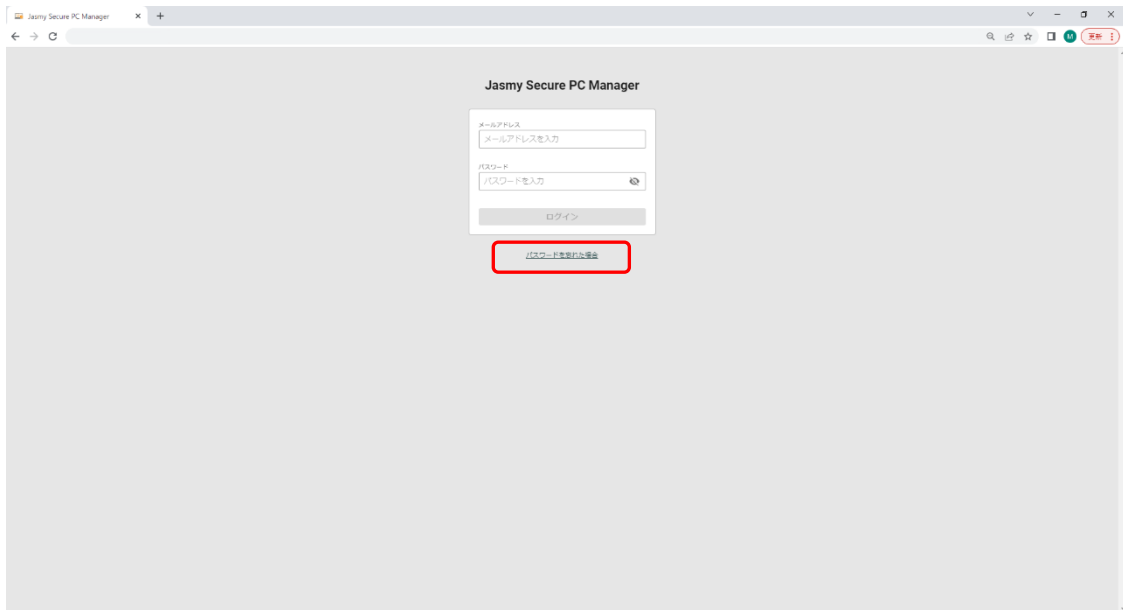 Jasmy Secure PC Manager
M
更新
Jasmy Secure PC Manager
メールアドレス
メールアドレスを入力
パスワード
パスワードを入力
ログイン
パスワードを忘れた場合